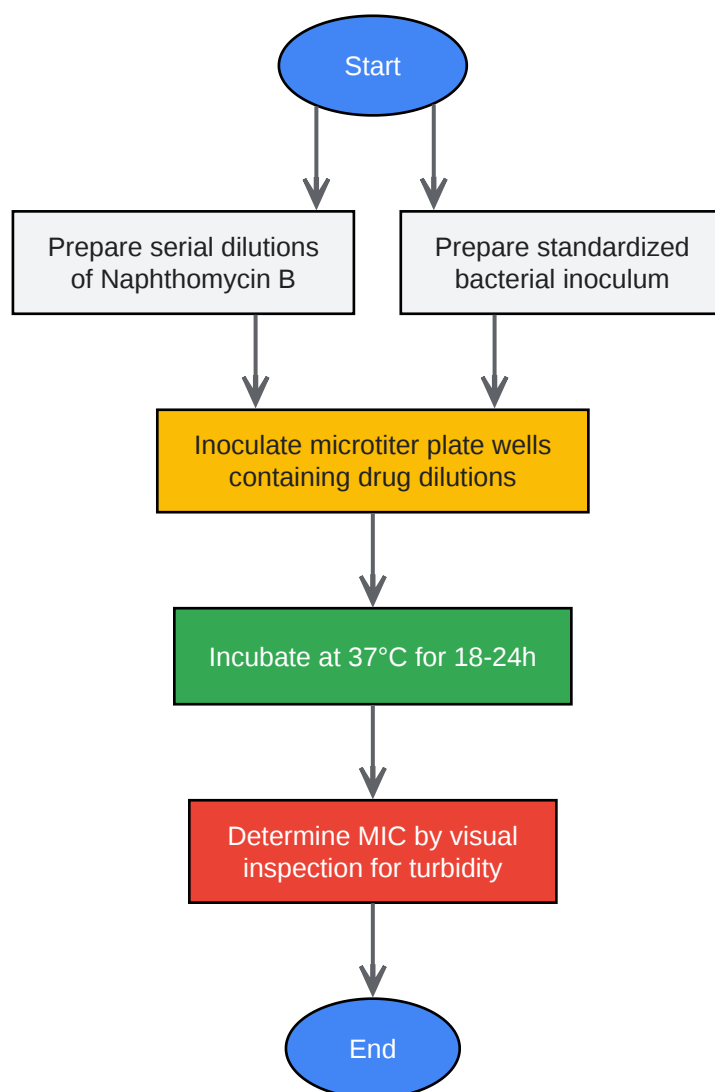 Start
Prepare serial dilutions
of Naphthomycin B
Prepare standardized
bacterial inoculum
Inoculate microtiter plate wells
containing drug dilutions
Incubate at 37°C for 18-24h
Determine MIC by visual
inspection for turbidity
End